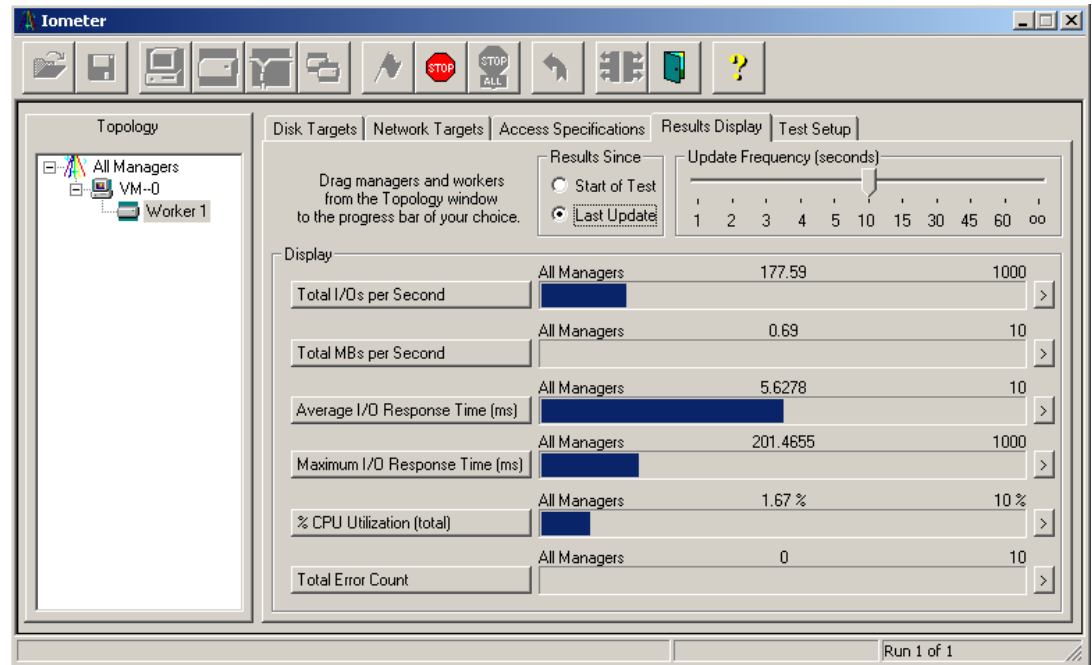 Iometer
STOP
STOP
ALL
?
Topology
All Managers
VM--0
Worker 1
Disk Targets
Network Targets
Access Specifications
Results Display
Test Setup
Drag managers and workers
from the Topology window
to the progress bar of your choice.
Results Since
Start of Test
Last Update
Update Frequency (seconds)
1 2 3 4 5 10 15 30 45 60 oo
Display
All Managers 177.59 1000
Total I/Os per Second >
All Managers 0.69 10
Total MBs per Second >
All Managers 5.6278 10
Average I/O Response Time (ms) >
All Managers 201.4655 1000
Maximum I/O Response Time (ms) >
All Managers 1.67 % 10 %
% CPU Utilization (total) >
All Managers 0 10
Total Error Count >
Run 1 of 1